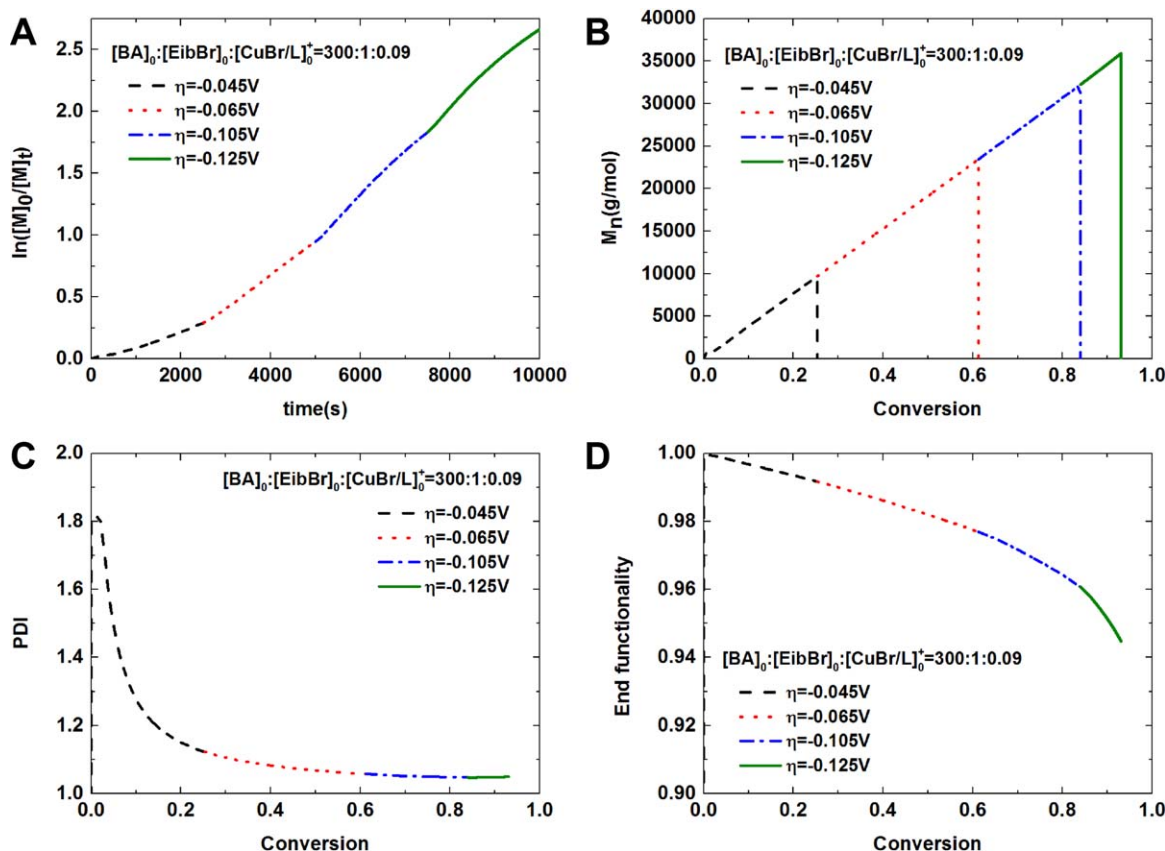 A
[BA]₀:[EibBr]₀:[CuBr/L]₀⁺=300:1:0.09
η=-0.045V
η=-0.065V
η=-0.105V
η=-0.125V
ln([M]₀/[M]t)
2.5
2.0
1.5
1.0
0.5
0.0
0 2000 4000 6000 8000 10000
time(s)
B
[BA]₀:[EibBr]₀:[CuBr/L]₀⁺=300:1:0.09
η=-0.045V
η=-0.065V
η=-0.105V
η=-0.125V
Mn(g/mol)
40000
35000
30000
25000
20000
15000
10000
5000
0
0.0 0.2 0.4 0.6 0.8 1.0
Conversion
C
[BA]₀:[EibBr]₀:[CuBr/L]₀⁺=300:1:0.09
η=-0.045V
η=-0.065V
η=-0.105V
η=-0.125V
PDI
2.0
1.8
1.6
1.4
1.2
1.0
0.0 0.2 0.4 0.6 0.8 1.0
Conversion
D
[BA]₀:[EibBr]₀:[CuBr/L]₀⁺=300:1:0.09
η=-0.045V
η=-0.065V
η=-0.105V
η=-0.125V
End functionality
1.00
0.98
0.96
0.94
0.92
0.90
0.0 0.2 0.4 0.6 0.8 1.0
Conversion